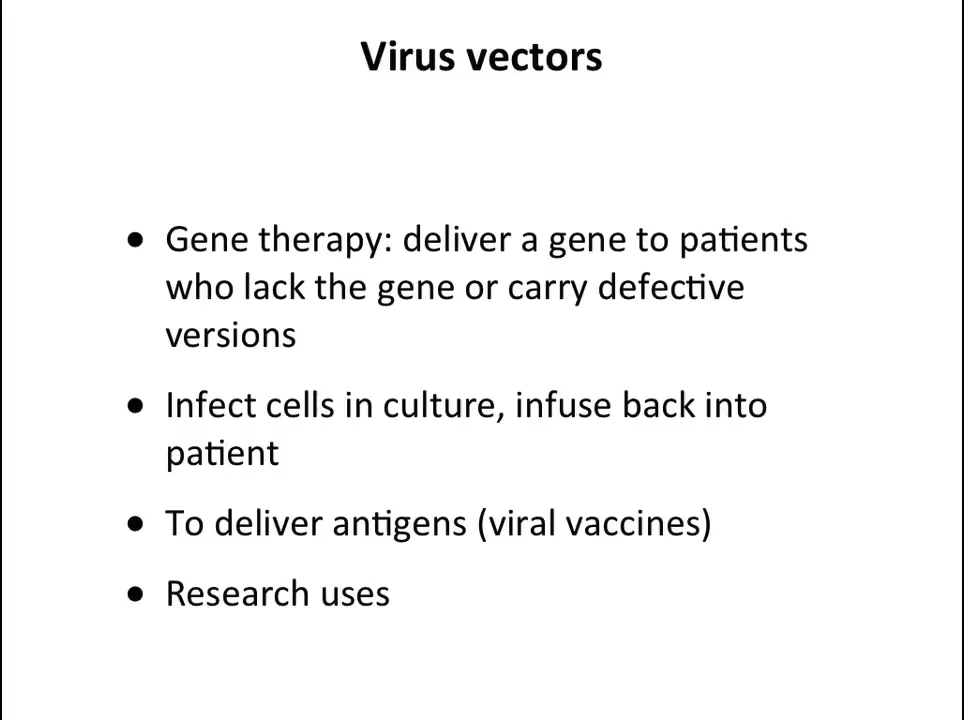 Virus vectors
• Gene therapy: deliver a gene to patients
who lack the gene or carry defective
versions
• Infect cells in culture, infuse back into
patient
• To deliver antigens (viral vaccines)
• Research uses